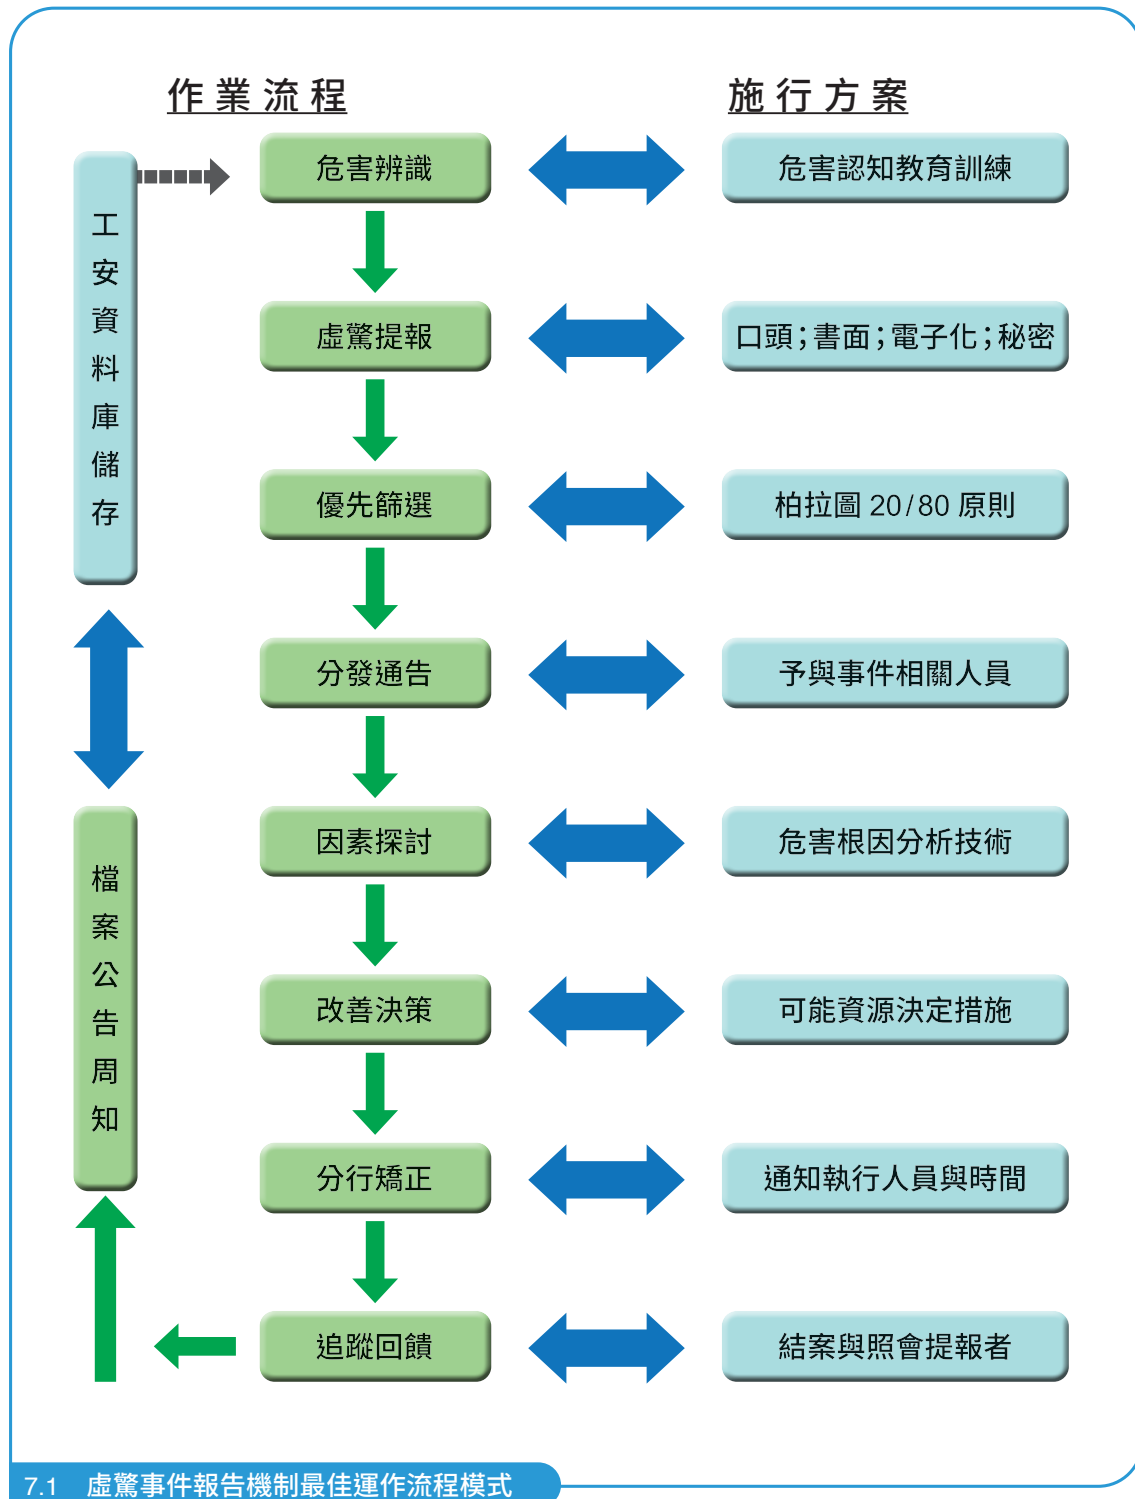 作業流程
施行方案
工安資料庫儲存
檔案公告周知
危害辨識
危害認知教育訓練
虛驚提報
口頭；書面；電子化；秘密
優先篩選
柏拉圖 20/80 原則
分發通告
予與事件相關人員
因素探討
危害根因分析技術
改善決策
可能資源決定措施
分行矯正
通知執行人員與時間
追蹤回饋
結案與照會提報者
7.1 虛驚事件報告機制最佳運作流程模式